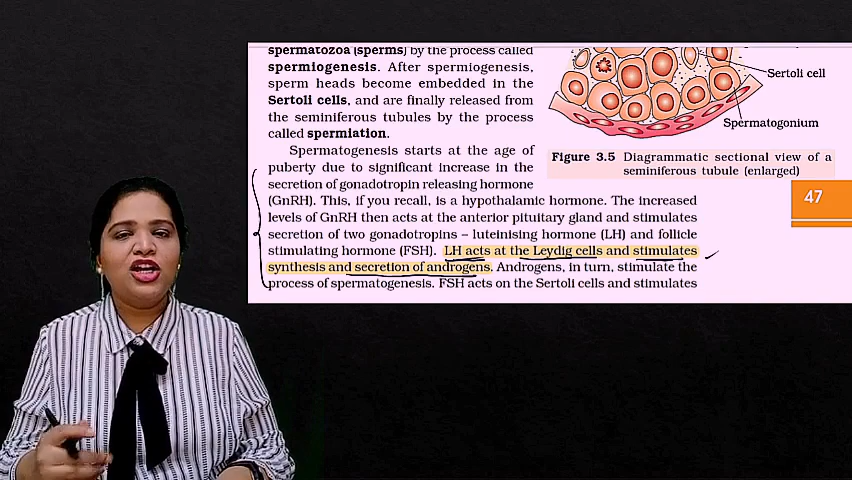 spermatozoa (sperms) by the process called
spermiogenesis. After spermiogenesis,
sperm heads become embedded in the
Sertoli cells, and are finally released from
the seminiferous tubules by the process
called spermiation.
Spermatogenesis starts at the age of
puberty due to significant increase in the
secretion of gonadotropin releasing hormone
(GnRH). This, if you recall, is a hypothalamic hormone. The increased
levels of GnRH then acts at the anterior pituitary gland and stimulates
secretion of two gonadotropins – luteinising hormone (LH) and follicle
stimulating hormone (FSH). LH acts at the Leydig cells and stimulates
synthesis and secretion of androgens. Androgens, in turn, stimulate the
process of spermatogenesis. FSH acts on the Sertoli cells and stimulates
Sertoli cell
Spermatogonium
Figure 3.5 Diagrammatic sectional view of a
seminiferous tubule (enlarged)
47